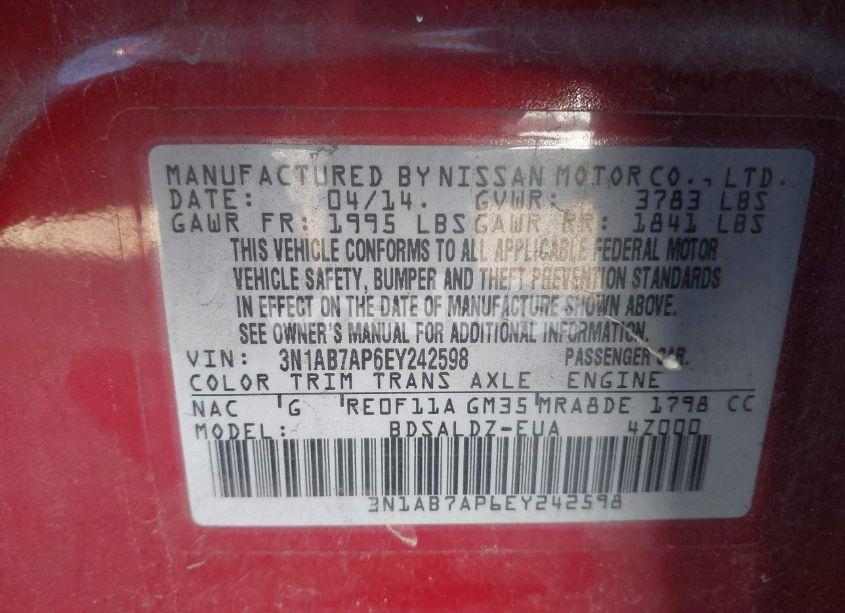 MANUFACTURED BY NISSAN MOTOR CO., LTD.
DATE: 04/14. GVWR: 3783 LBS
GAWR FR: 1995 LBS GAWR RR: 1841 LBS
THIS VEHICLE CONFORMS TO ALL APPLICABLE FEDERAL MOTOR
VEHICLE SAFETY, BUMPER AND THEFT PREVENTION STANDARDS
IN EFFECT ON THE DATE OF MANUFACTURE SHOWN ABOVE.
SEE OWNER'S MANUAL FOR ADDITIONAL INFORMATION.
VIN: 3N1AB7AP6EY242598 PASSENGER CAR.
COLOR TRIM TRANS AXLE ENGINE
NAC G RE0F11A GM35 MRA8DE 1798 CC
MODEL: BDSALDZ-EUA 4Z000
3N1AB7AP6EY242598